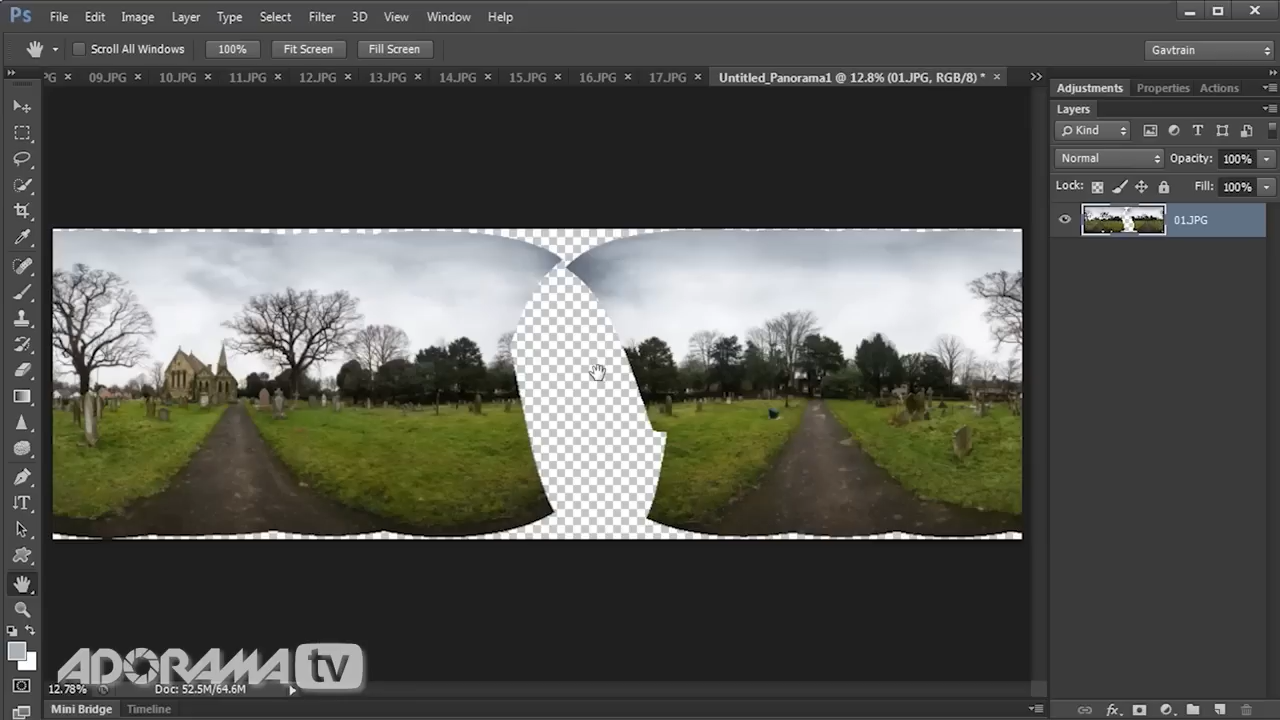 Ps File Edit Image Layer Type Select Filter 3D View Window Help
Scroll All Windows 100% Fit Screen Fill Screen Gavtrain
PG × 09.JPG × 10.JPG × 11.JPG × 12.JPG × 13.JPG × 14.JPG × 15.JPG × 16.JPG × 17.JPG × Untitled_Panorama1 @ 12.8% (01.JPG, RGB/8) * ×
Adjustments Properties Actions
Layers
Kind
Normal Opacity: 100%
Lock: Fill: 100%
01.JPG
ADORAMA tv
12.78% Doc: 52.5M/64.6M
Mini Bridge Timeline